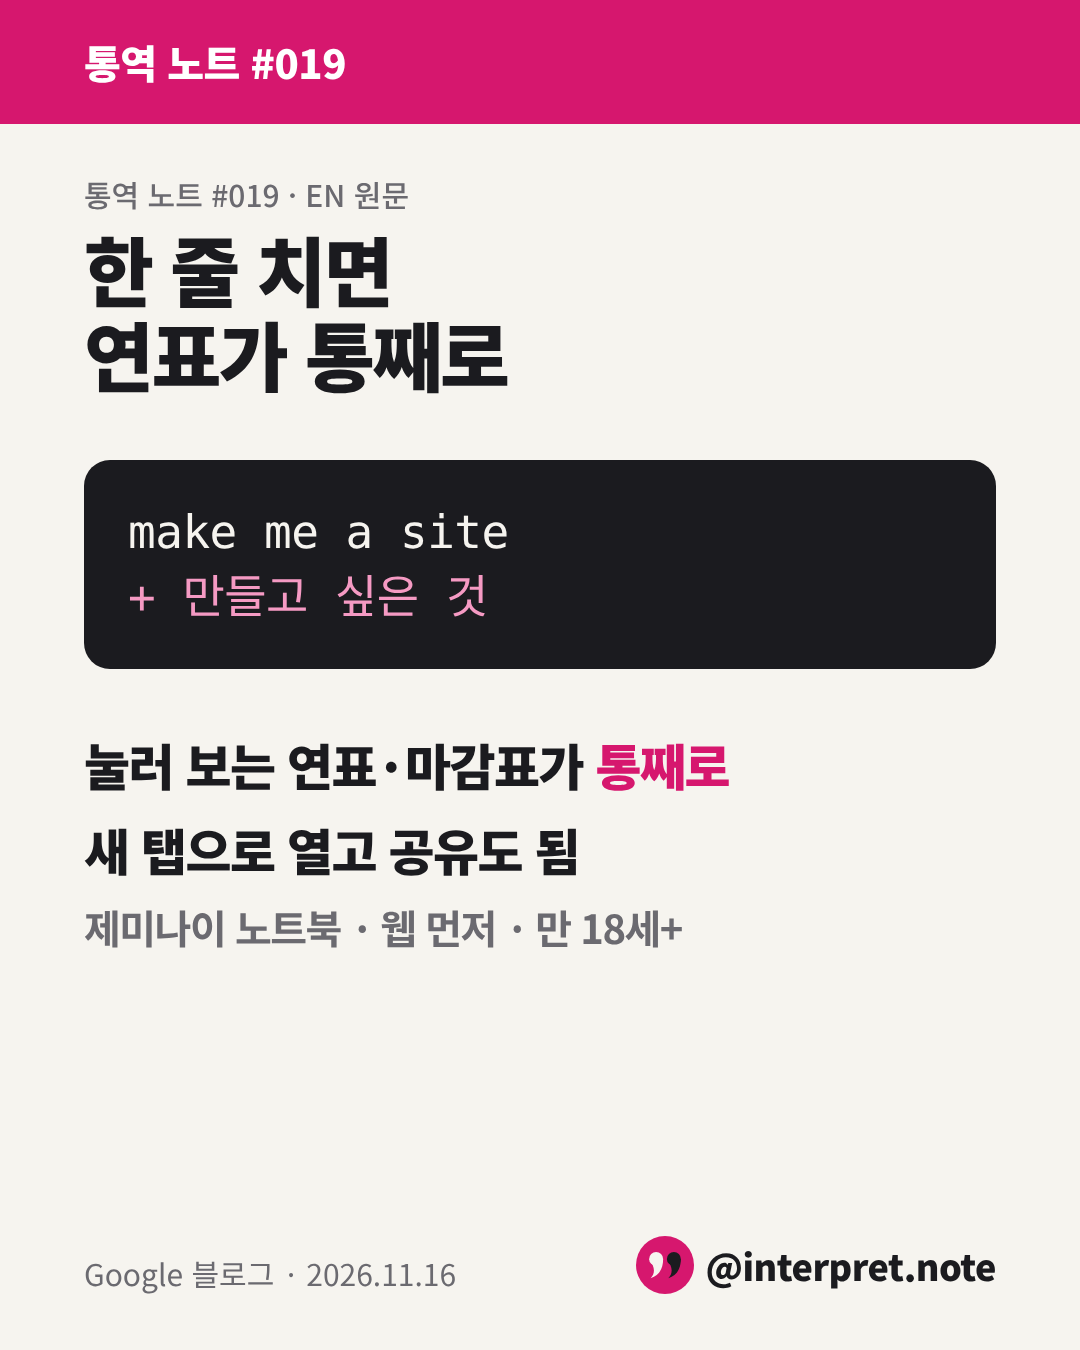 통역 노트 #019
통역 노트 #019 · EN 원문
한 줄 치면
연표가 통째로
make me a site
+ 만들고 싶은 것
눌러 보는 연표·마감표가 통째로
새 탭으로 열고 공유도 됨
제미나이 노트북 · 웹 먼저 · 만 18세+
Google 블로그 · 2026.11.16
@interpret.note